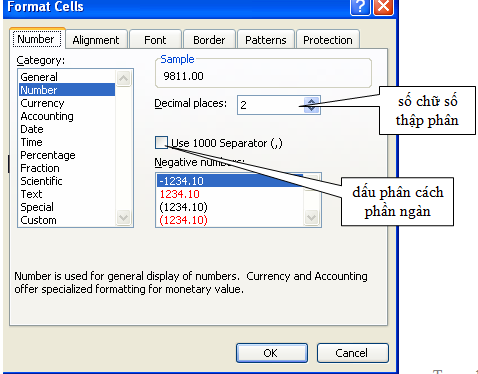 Format Cells
Number Alignment Font Border Patterns Protection
Category:
General
Number
Currency
Accounting
Date
Time
Percentage
Fraction
Scientific
Text
Special
Custom
Sample
9811.00
Decimal places: 2
Use 1000 Separator (,)
Negative numbers:
-1234.10
1234.10
(1234.10)
(1234.10)
số chữ số
thập phân
dấu phân cách
phần ngàn
Number is used for general display of numbers. Currency and Accounting
offer specialized formatting for monetary value.
OK Cancel